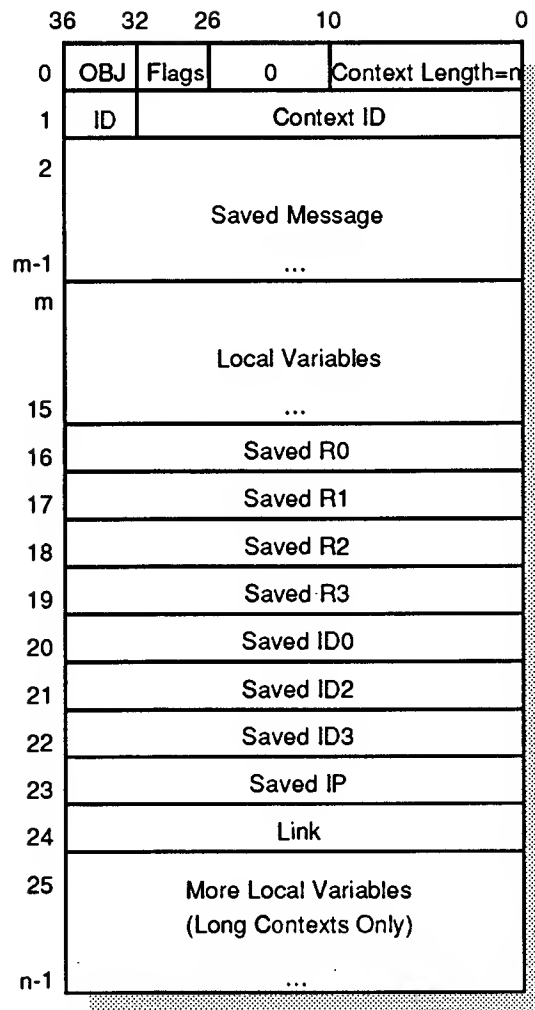 36 32 26 10 0
0 OBJ Flags 0 Context Length=n
1 ID Context ID
2
Saved Message
m-1 ...
m
Local Variables
15 ...
16 Saved R0
17 Saved R1
18 Saved R2
19 Saved R3
20 Saved ID0
21 Saved ID2
22 Saved ID3
23 Saved IP
24 Link
25 More Local Variables
(Long Contexts Only)
n-1 ...